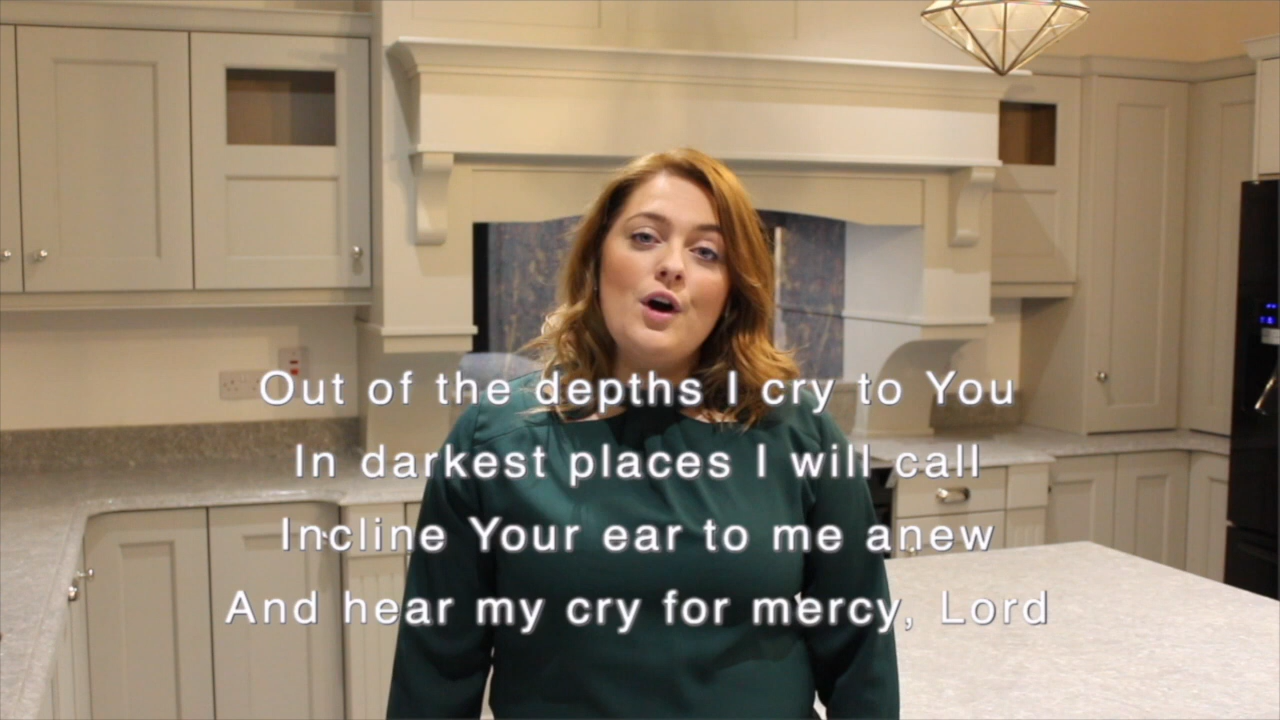 Out of the depths I cry to You
In darkest places I will call
Incline Your ear to me anew
And hear my cry for mercy, Lord